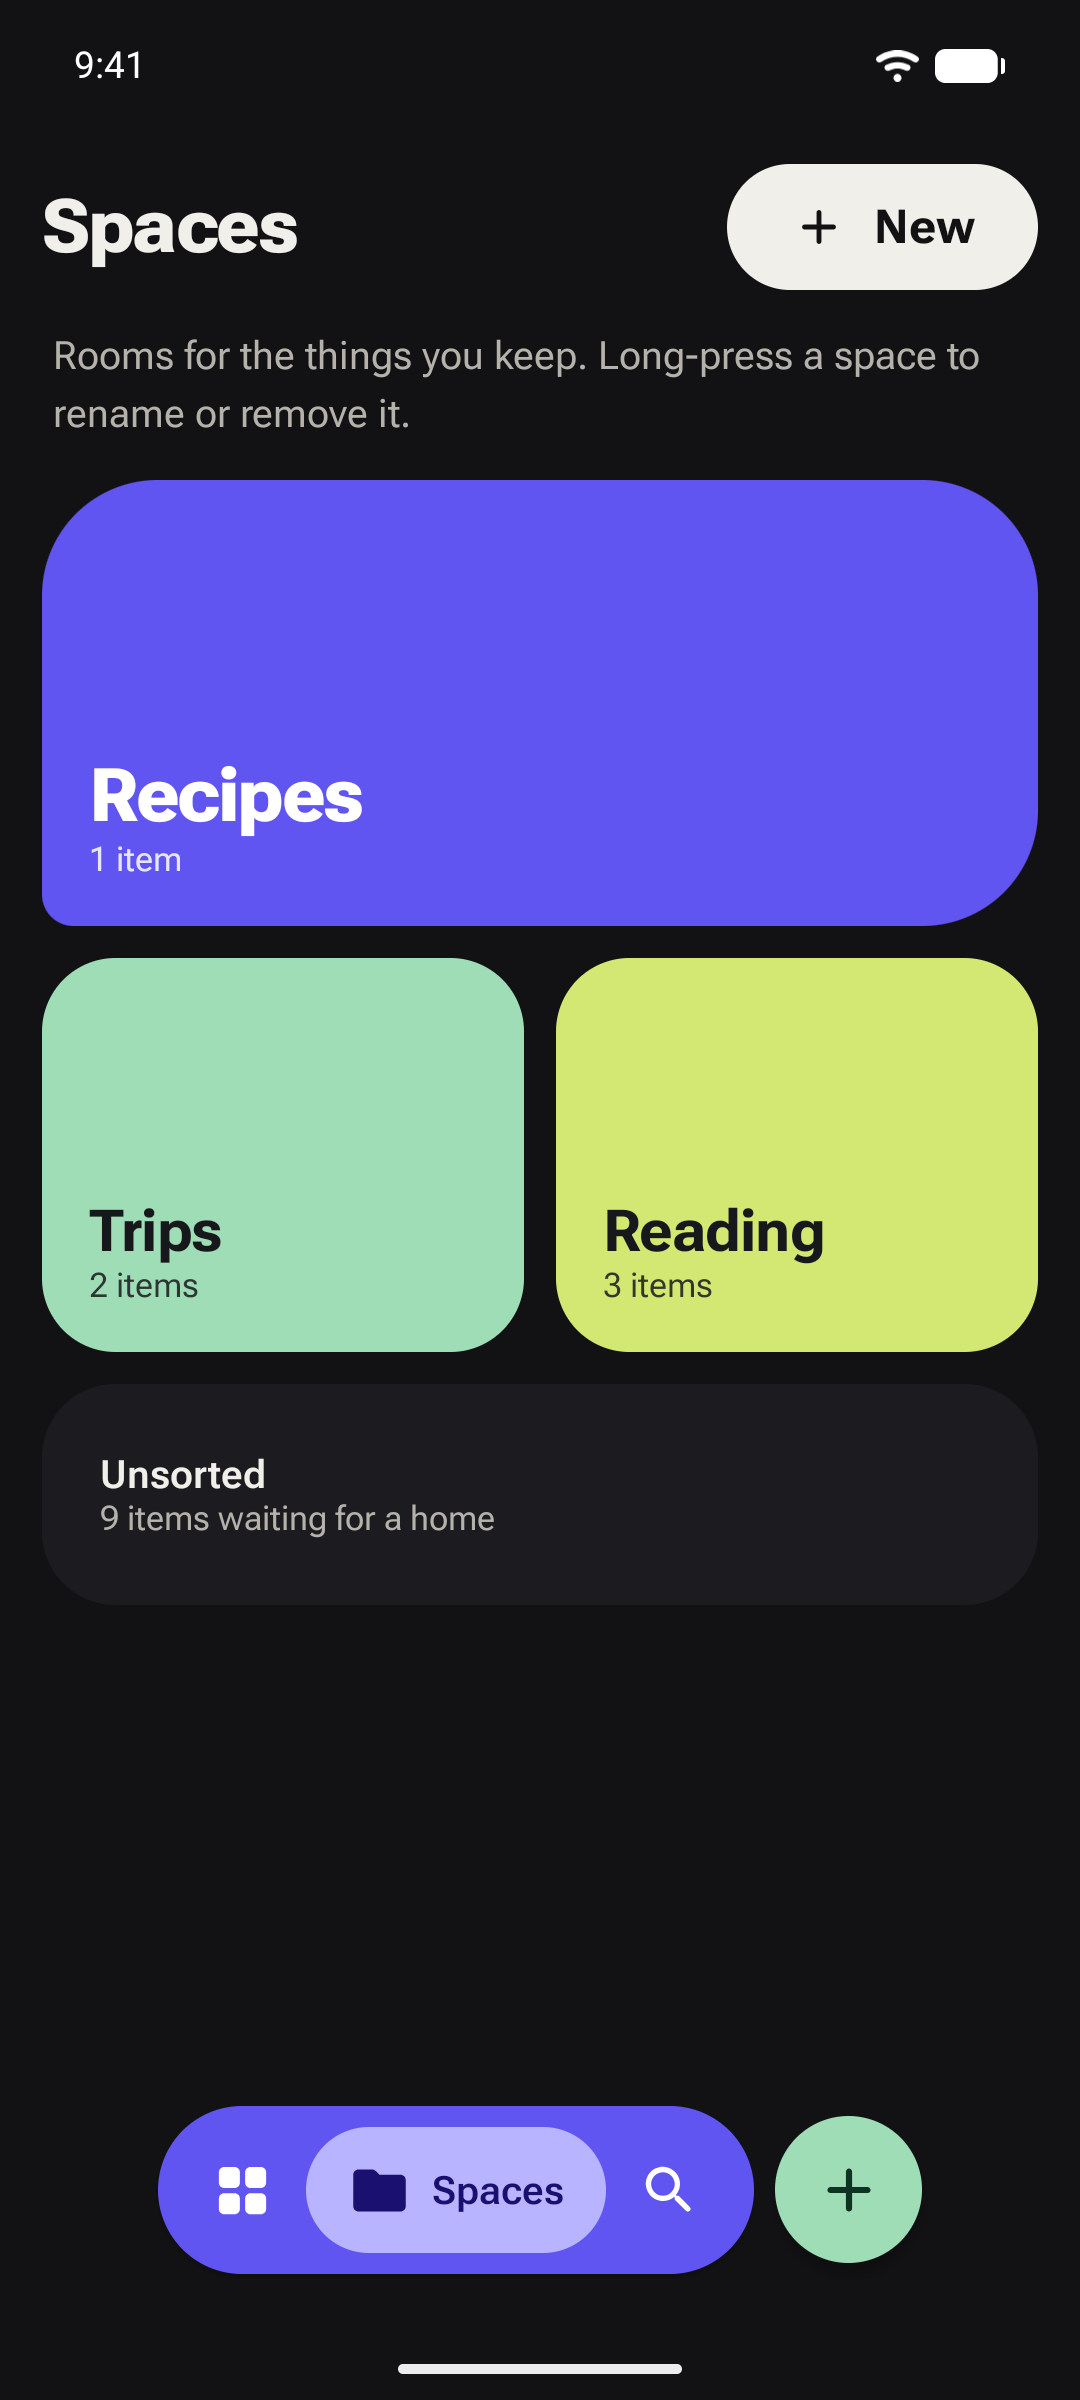 9:41
Spaces
New
Rooms for the things you keep. Long-press a space to
rename or remove it.
Recipes
1 item
Trips
2 items
Reading
3 items
Unsorted
9 items waiting for a home
Spaces